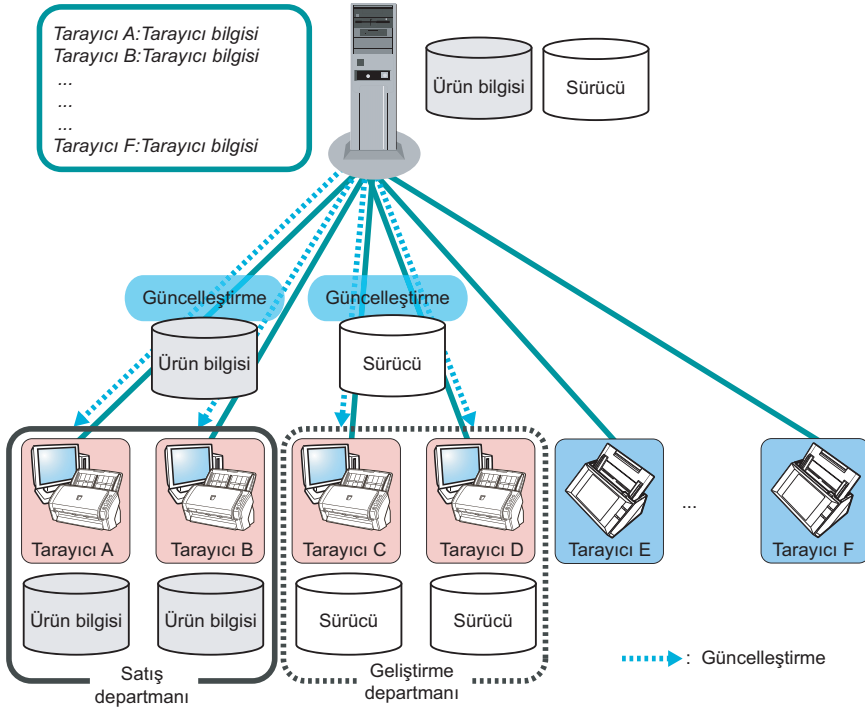 Tarayıcı A:Tarayıcı bilgisi
Tarayıcı B:Tarayıcı bilgisi
...
...
...
Tarayıcı F:Tarayıcı bilgisi
Ürün bilgisi
Sürücü
Güncelleştirme
Güncelleştirme
Ürün bilgisi
Sürücü
Tarayıcı A
Tarayıcı B
Tarayıcı C
Tarayıcı D
Tarayıcı E
...
Tarayıcı F
Ürün bilgisi
Ürün bilgisi
Sürücü
Sürücü
Satış
departmanı
Geliştirme
departmanı
: Güncelleştirme